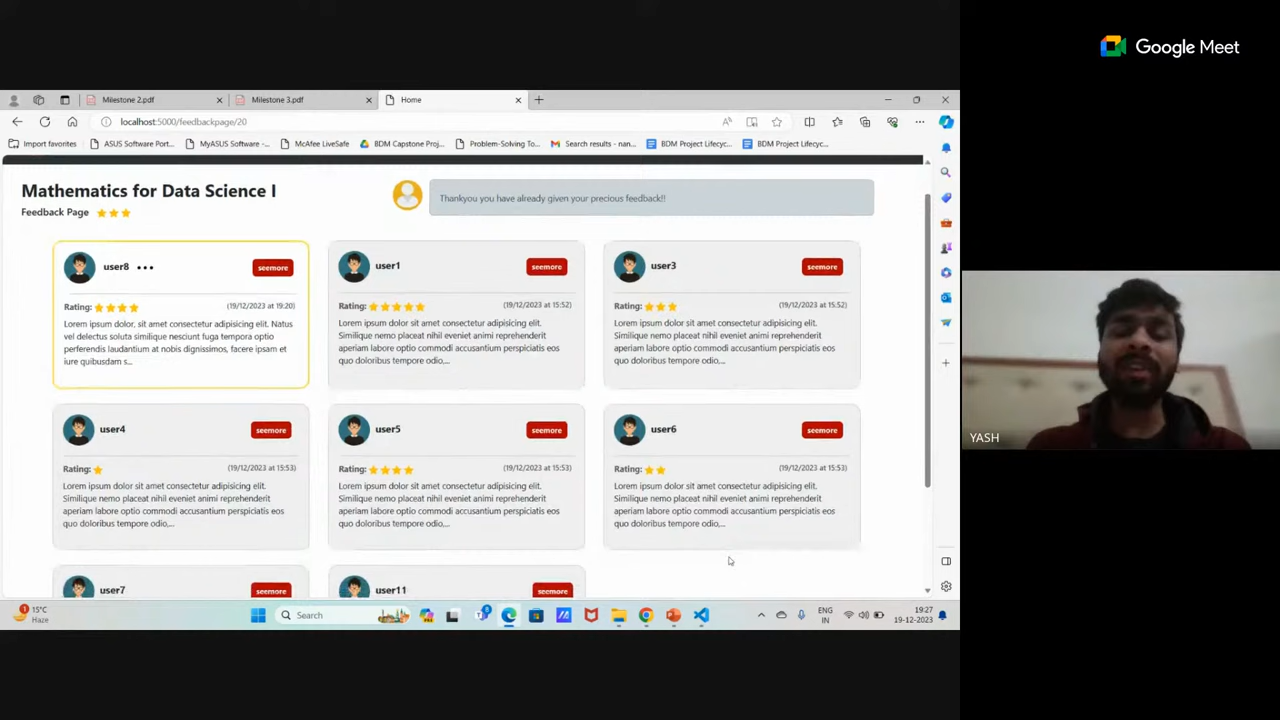 Google Meet
Milestone 2.pdf
Milestone 3.pdf
Home
localhost:5000/feedbackpage/20
Import favorites
ASUS Software Port...
MyASUS Software -...
McAfee LiveSafe
BDM Capstone Proj...
Problem-Solving To...
Search results - nan...
BDM Project Lifecyc...
BDM Project Lifecyc...
Mathematics for Data Science I
Feedback Page
Thankyou you have already given your precious feedback!!
user8 •••
seemore
Rating:
(19/12/2023 at 19:20)
Lorem ipsum dolor, sit amet consectetur adipisicing elit. Natus
vel delectus soluta similique nesciunt fuga tempora optio
perferendis laudantium at nobis dignissimos, facere ipsam et
iure quibusdam s...
user1
seemore
Rating:
(19/12/2023 at 15:52)
Lorem ipsum dolor sit amet consectetur adipisicing elit.
Similique nemo placeat nihil eveniet animi reprehenderit
aperiam labore optio commodi accusantium perspiciatis eos
quo doloribus tempore odio,...
user3
seemore
Rating:
(19/12/2023 at 15:52)
Lorem ipsum dolor sit amet consectetur adipisicing elit.
Similique nemo placeat nihil eveniet animi reprehenderit
aperiam labore optio commodi accusantium perspiciatis eos
quo doloribus tempore odio,...
user4
seemore
Rating:
(19/12/2023 at 15:53)
Lorem ipsum dolor sit amet consectetur adipisicing elit.
Similique nemo placeat nihil eveniet animi reprehenderit
aperiam labore optio commodi accusantium perspiciatis eos
quo doloribus tempore odio,...
user5
seemore
Rating:
(19/12/2023 at 15:53)
Lorem ipsum dolor sit amet consectetur adipisicing elit.
Similique nemo placeat nihil eveniet animi reprehenderit
aperiam labore optio commodi accusantium perspiciatis eos
quo doloribus tempore odio,...
user6
seemore
Rating:
(19/12/2023 at 15:53)
Lorem ipsum dolor sit amet consectetur adipisicing elit.
Similique nemo placeat nihil eveniet animi reprehenderit
aperiam labore optio commodi accusantium perspiciatis eos
quo doloribus tempore odio,...
user7
seemore
user11
seemore
YASH
1
15°C
Haze
Search
ENG
IN
19:27
19-12-2023